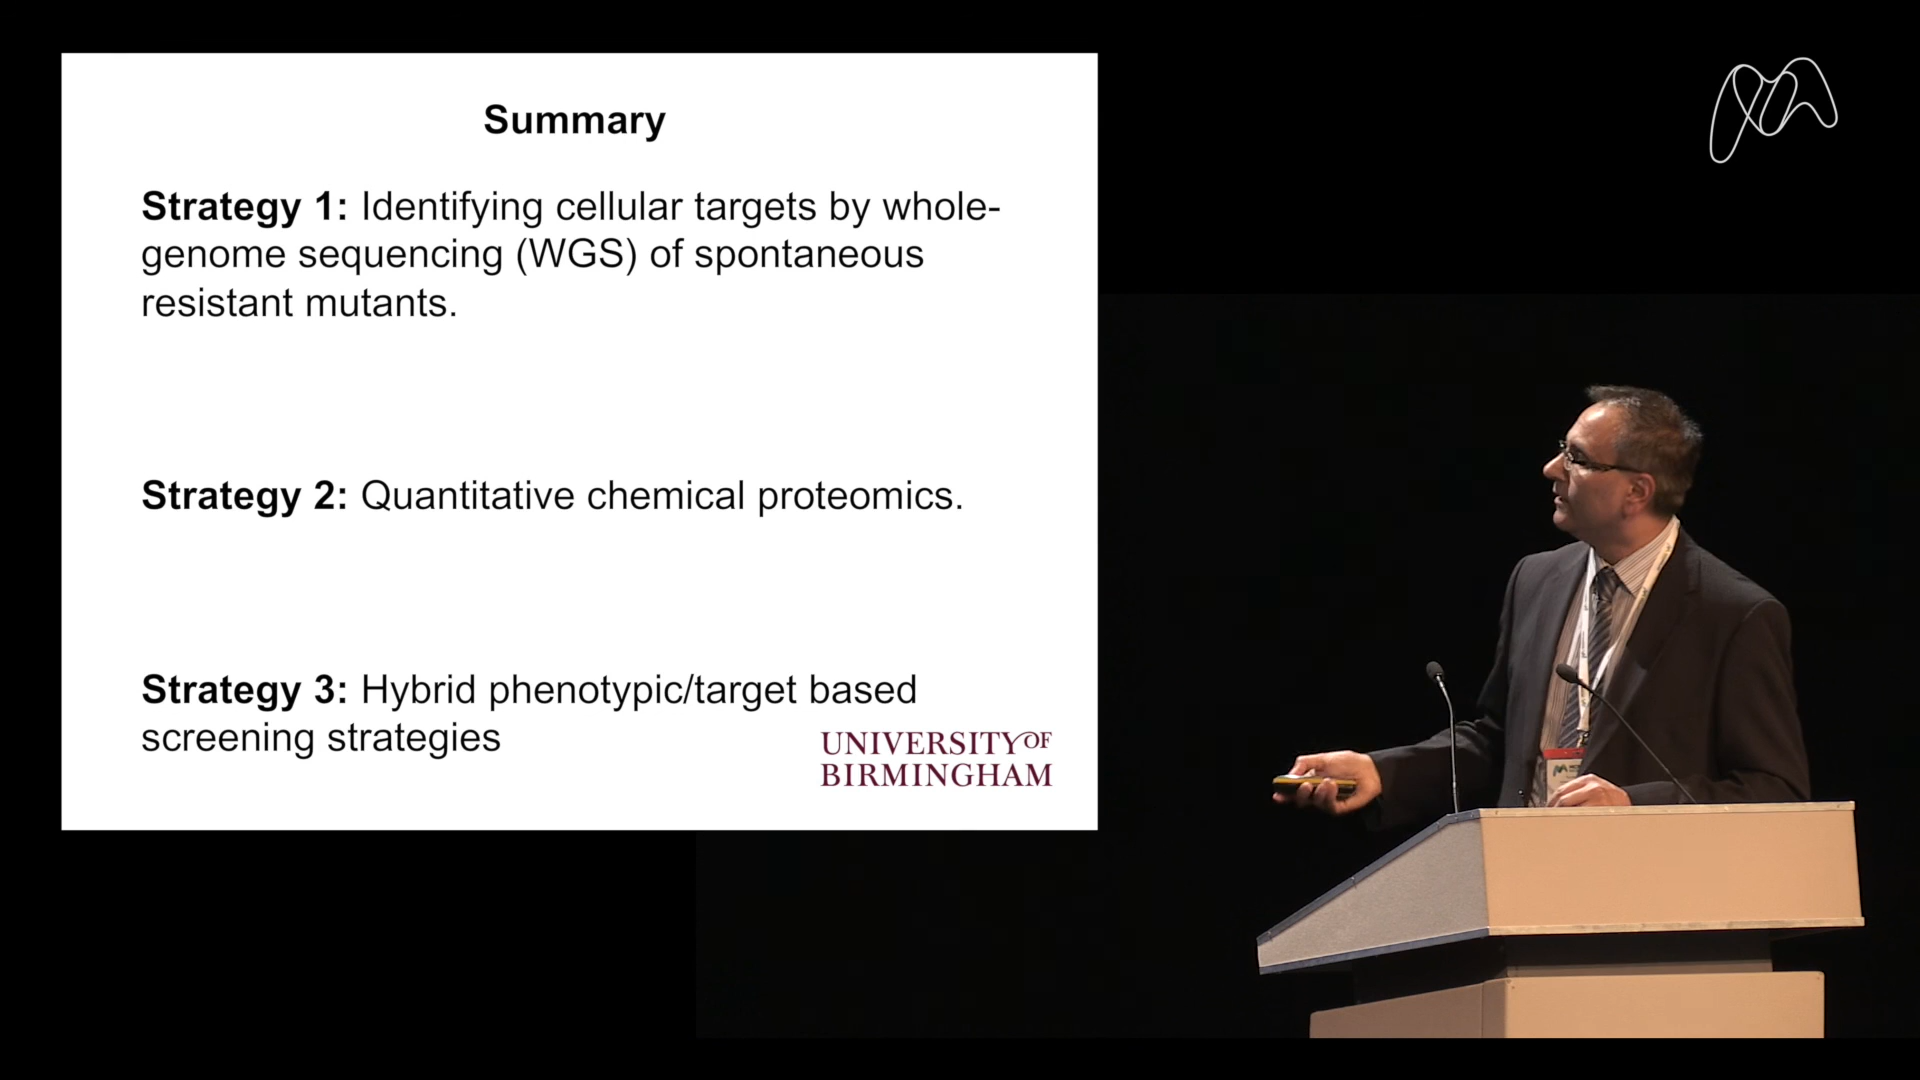 Summary
Strategy 1: Identifying cellular targets by whole-
genome sequencing (WGS) of spontaneous
resistant mutants.
Strategy 2: Quantitative chemical proteomics.
Strategy 3: Hybrid phenotypic/target based
screening strategies
UNIVERSITY OF
BIRMINGHAM